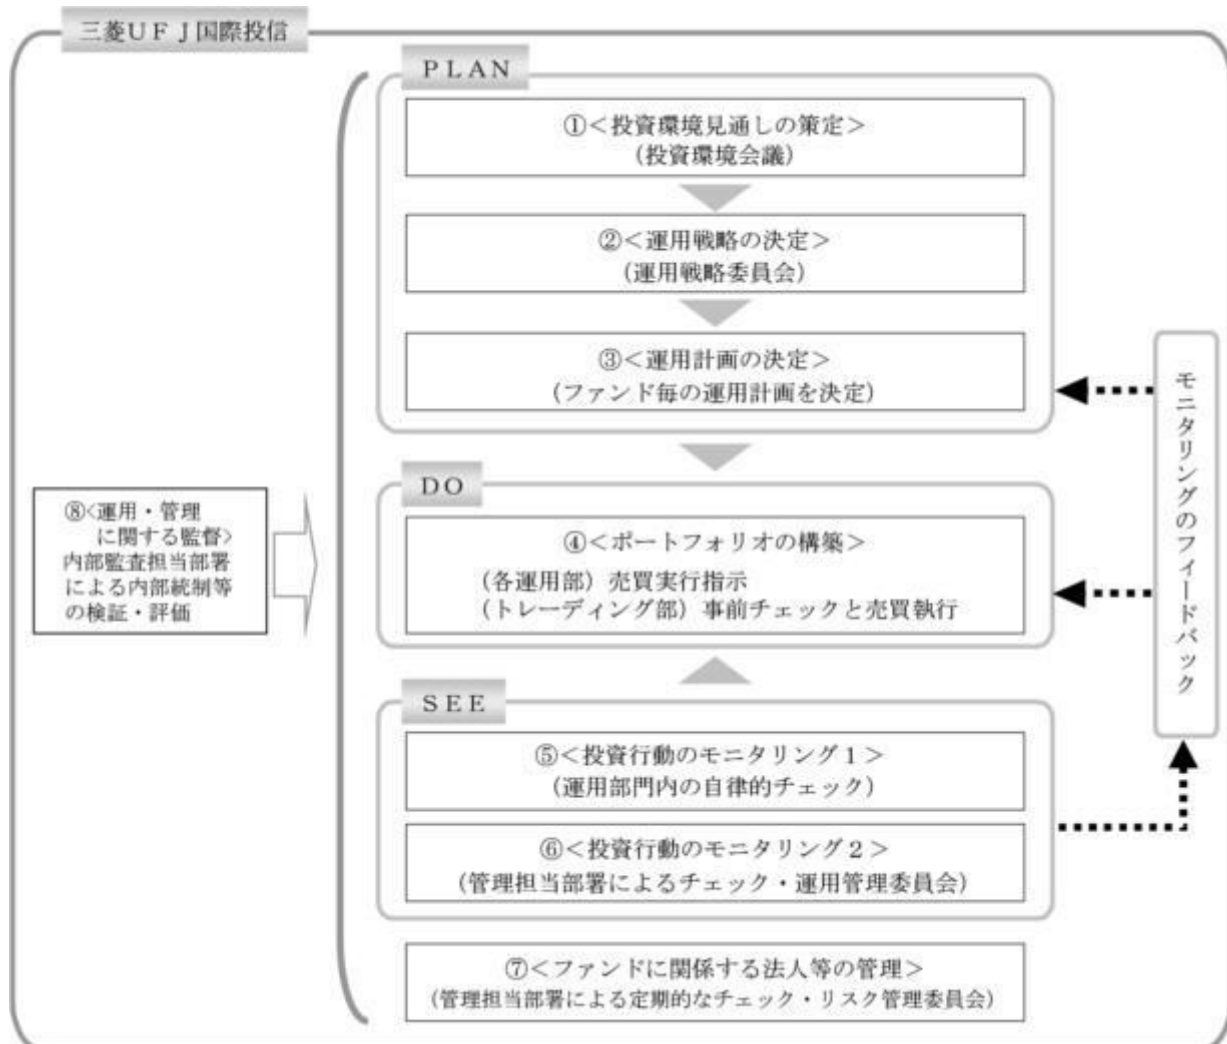 三菱ＵＦＪ国際投信
ＰＬＡＮ
①＜投資環境見通しの策定＞
（投資環境会議）
②＜運用戦略の決定＞
（運用戦略委員会）
③＜運用計画の決定＞
（ファンド毎の運用計画を決定）
ＤＯ
④＜ポートフォリオの構築＞
（各運用部）売買実行指示
（トレーディング部）事前チェックと売買執行
ＳＥＥ
⑤＜投資行動のモニタリング１＞
（運用部門内の自律的チェック）
⑥＜投資行動のモニタリング２＞
（管理担当部署によるチェック・運用管理委員会）
⑦＜ファンドに関係する法人等の管理＞
（管理担当部署による定期的なチェック・リスク管理委員会）
⑧<運用・管理
に関する監督>
内部監査担当部署
による内部統制等
の検証・評価
モニタリングのフィードバック